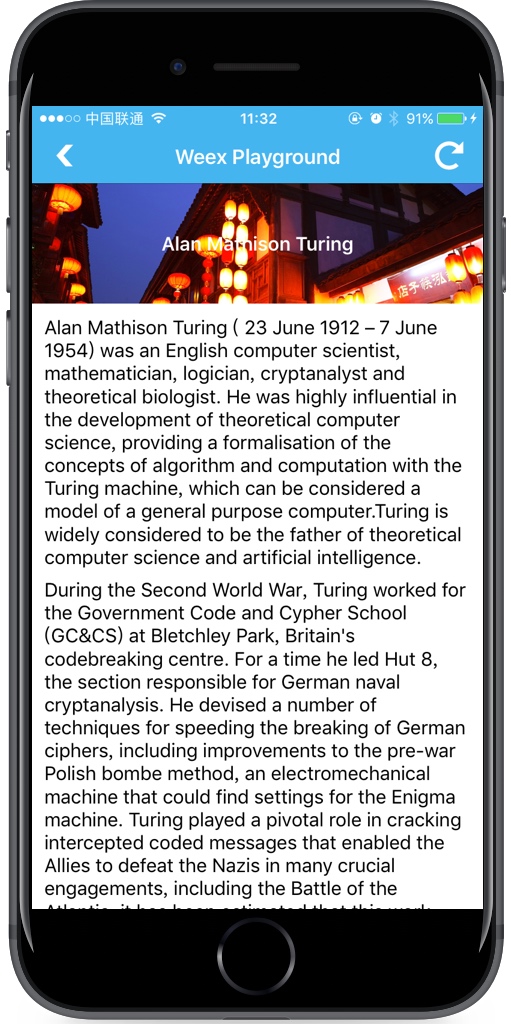 中国联通 11:32 91%
Weex Playground
Alan Mathison Turing
Alan Mathison Turing ( 23 June 1912 – 7 June
1954) was an English computer scientist,
mathematician, logician, cryptanalyst and
theoretical biologist. He was highly influential in
the development of theoretical computer
science, providing a formalisation of the
concepts of algorithm and computation with the
Turing machine, which can be considered a
model of a general purpose computer.Turing is
widely considered to be the father of theoretical
computer science and artificial intelligence.
During the Second World War, Turing worked for
the Government Code and Cypher School
(GC&CS) at Bletchley Park, Britain's
codebreaking centre. For a time he led Hut 8,
the section responsible for German naval
cryptanalysis. He devised a number of
techniques for speeding the breaking of German
ciphers, including improvements to the pre-war
Polish bombe method, an electromechanical
machine that could find settings for the Enigma
machine. Turing played a pivotal role in cracking
intercepted coded messages that enabled the
Allies to defeat the Nazis in many crucial
engagements, including the Battle of the
Atlantic; it has been estimated that this work